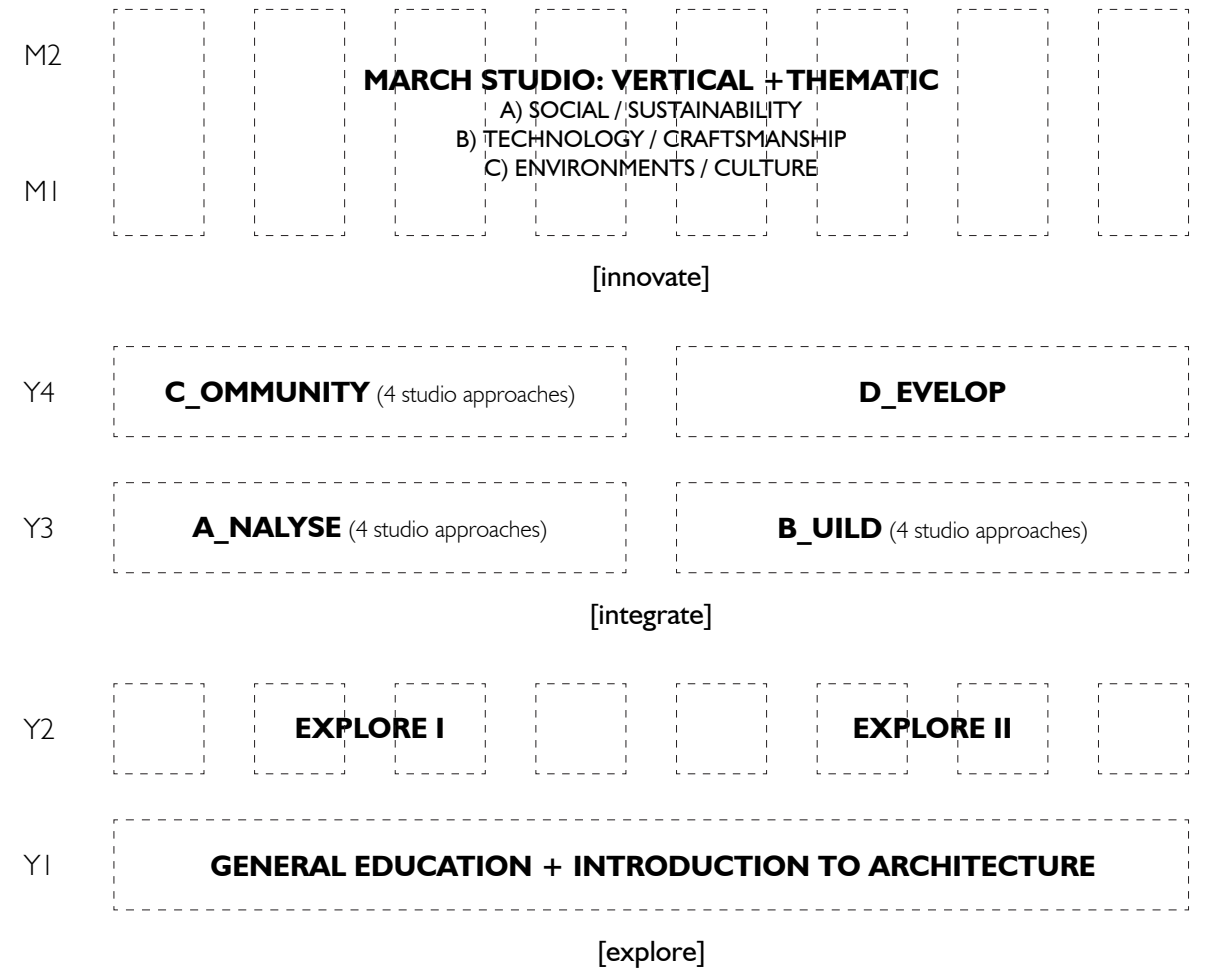 M2
MARCH STUDIO: VERTICAL + THEMATIC
A) SOCIAL / SUSTAINABILITY
B) TECHNOLOGY / CRAFTSMANSHIP
C) ENVIRONMENTS / CULTURE
M1
[innovate]
Y4 C_OMMUNITY (4 studio approaches) D_EVELOP
Y3 A_NALYSE (4 studio approaches) B_UILD (4 studio approaches)
[integrate]
Y2 EXPLORE I EXPLORE II
Y1 GENERAL EDUCATION + INTRODUCTION TO ARCHITECTURE
[explore]